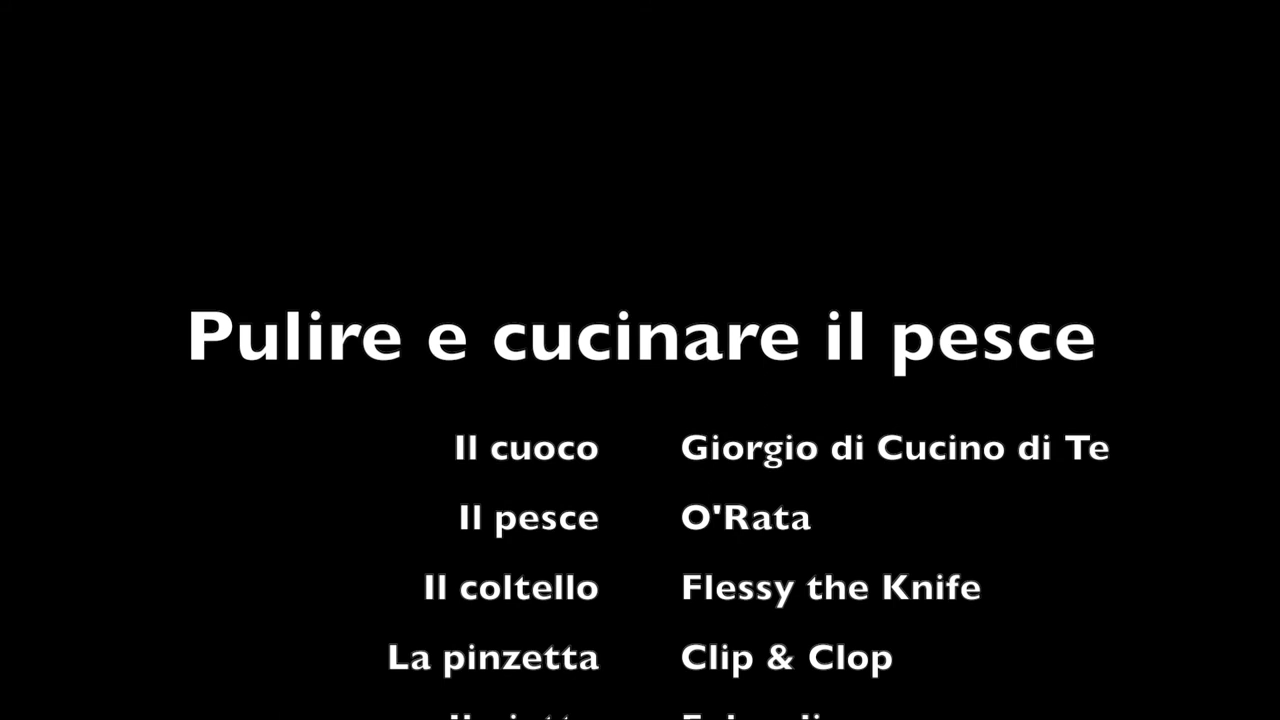 Pulire e cucinare il pesce
Il cuoco Giorgio di Cucino di Te
Il pesce O'Rata
Il coltello Flessy the Knife
La pinzetta Clip & Clop